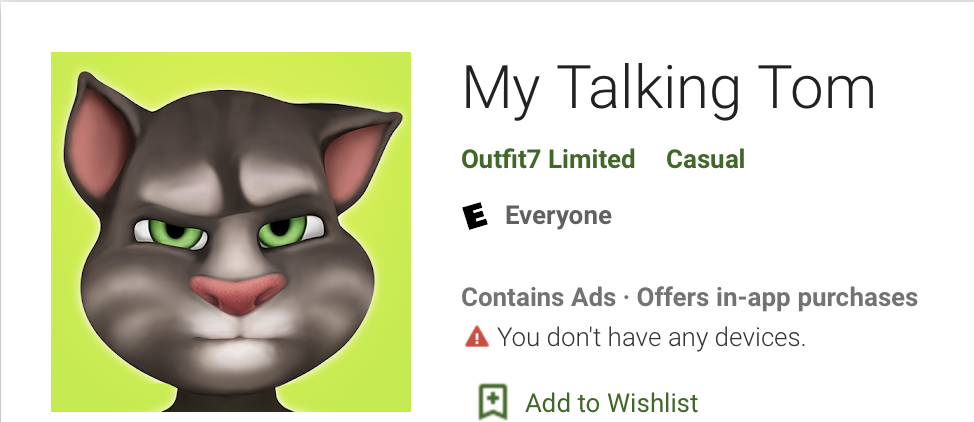 My Talking Tom
Outfit7 Limited Casual
E Everyone
Contains Ads · Offers in-app purchases
You don't have any devices.
Add to Wishlist